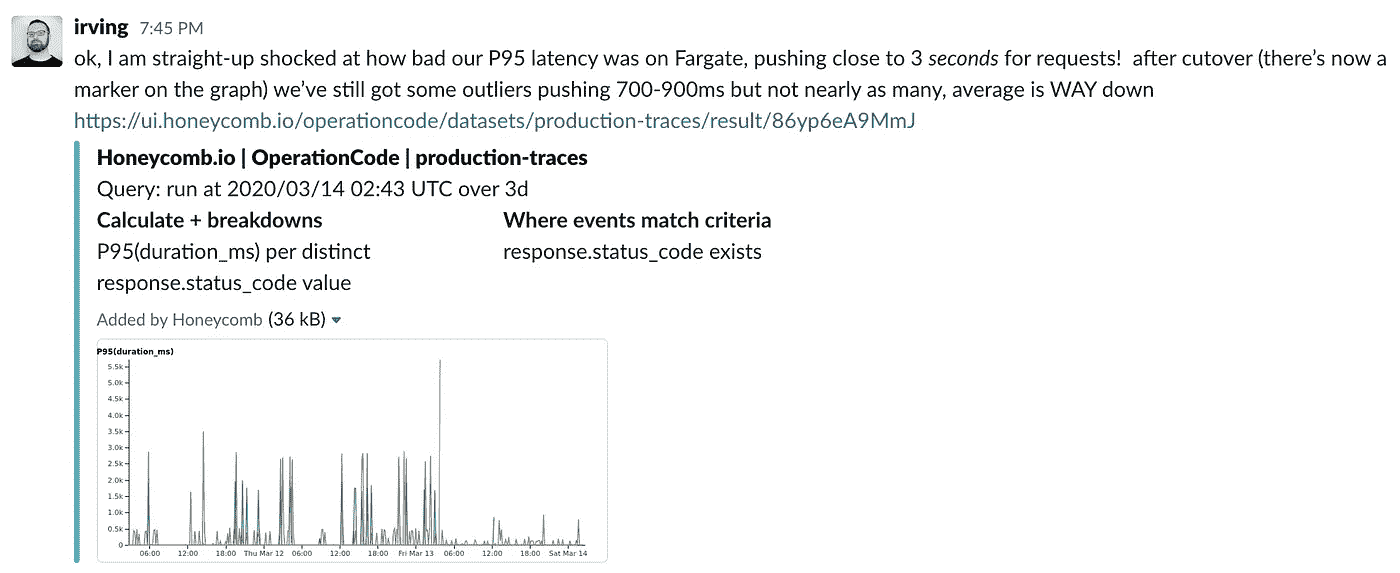 irving 7:45 PM
ok, I am straight-up shocked at how bad our P95 latency was on Fargate, pushing close to 3 seconds for requests!  after cutover (there's now a
marker on the graph) we've still got some outliers pushing 700-900ms but not nearly as many, average is WAY down
https://ui.honeycomb.io/operationcode/datasets/production-traces/result/86yp6eA9MmJ
Honeycomb.io | OperationCode | production-traces
Query: run at 2020/03/14 02:43 UTC over 3d
Calculate + breakdowns Where events match criteria
P95(duration_ms) per distinct response.status_code exists
response.status_code value
Added by Honeycomb (36 kB)
P95(duration_ms)
5.5k
5.0k
4.5k
4.0k
3.5k
3.0k
2.5k
2.0k
1.5k
1.0k
0.5k
0
06:00 12:00 18:00 Thu Mar 12 06:00 12:00 18:00 Fri Mar 13 06:00 12:00 18:00 Sat Mar 14